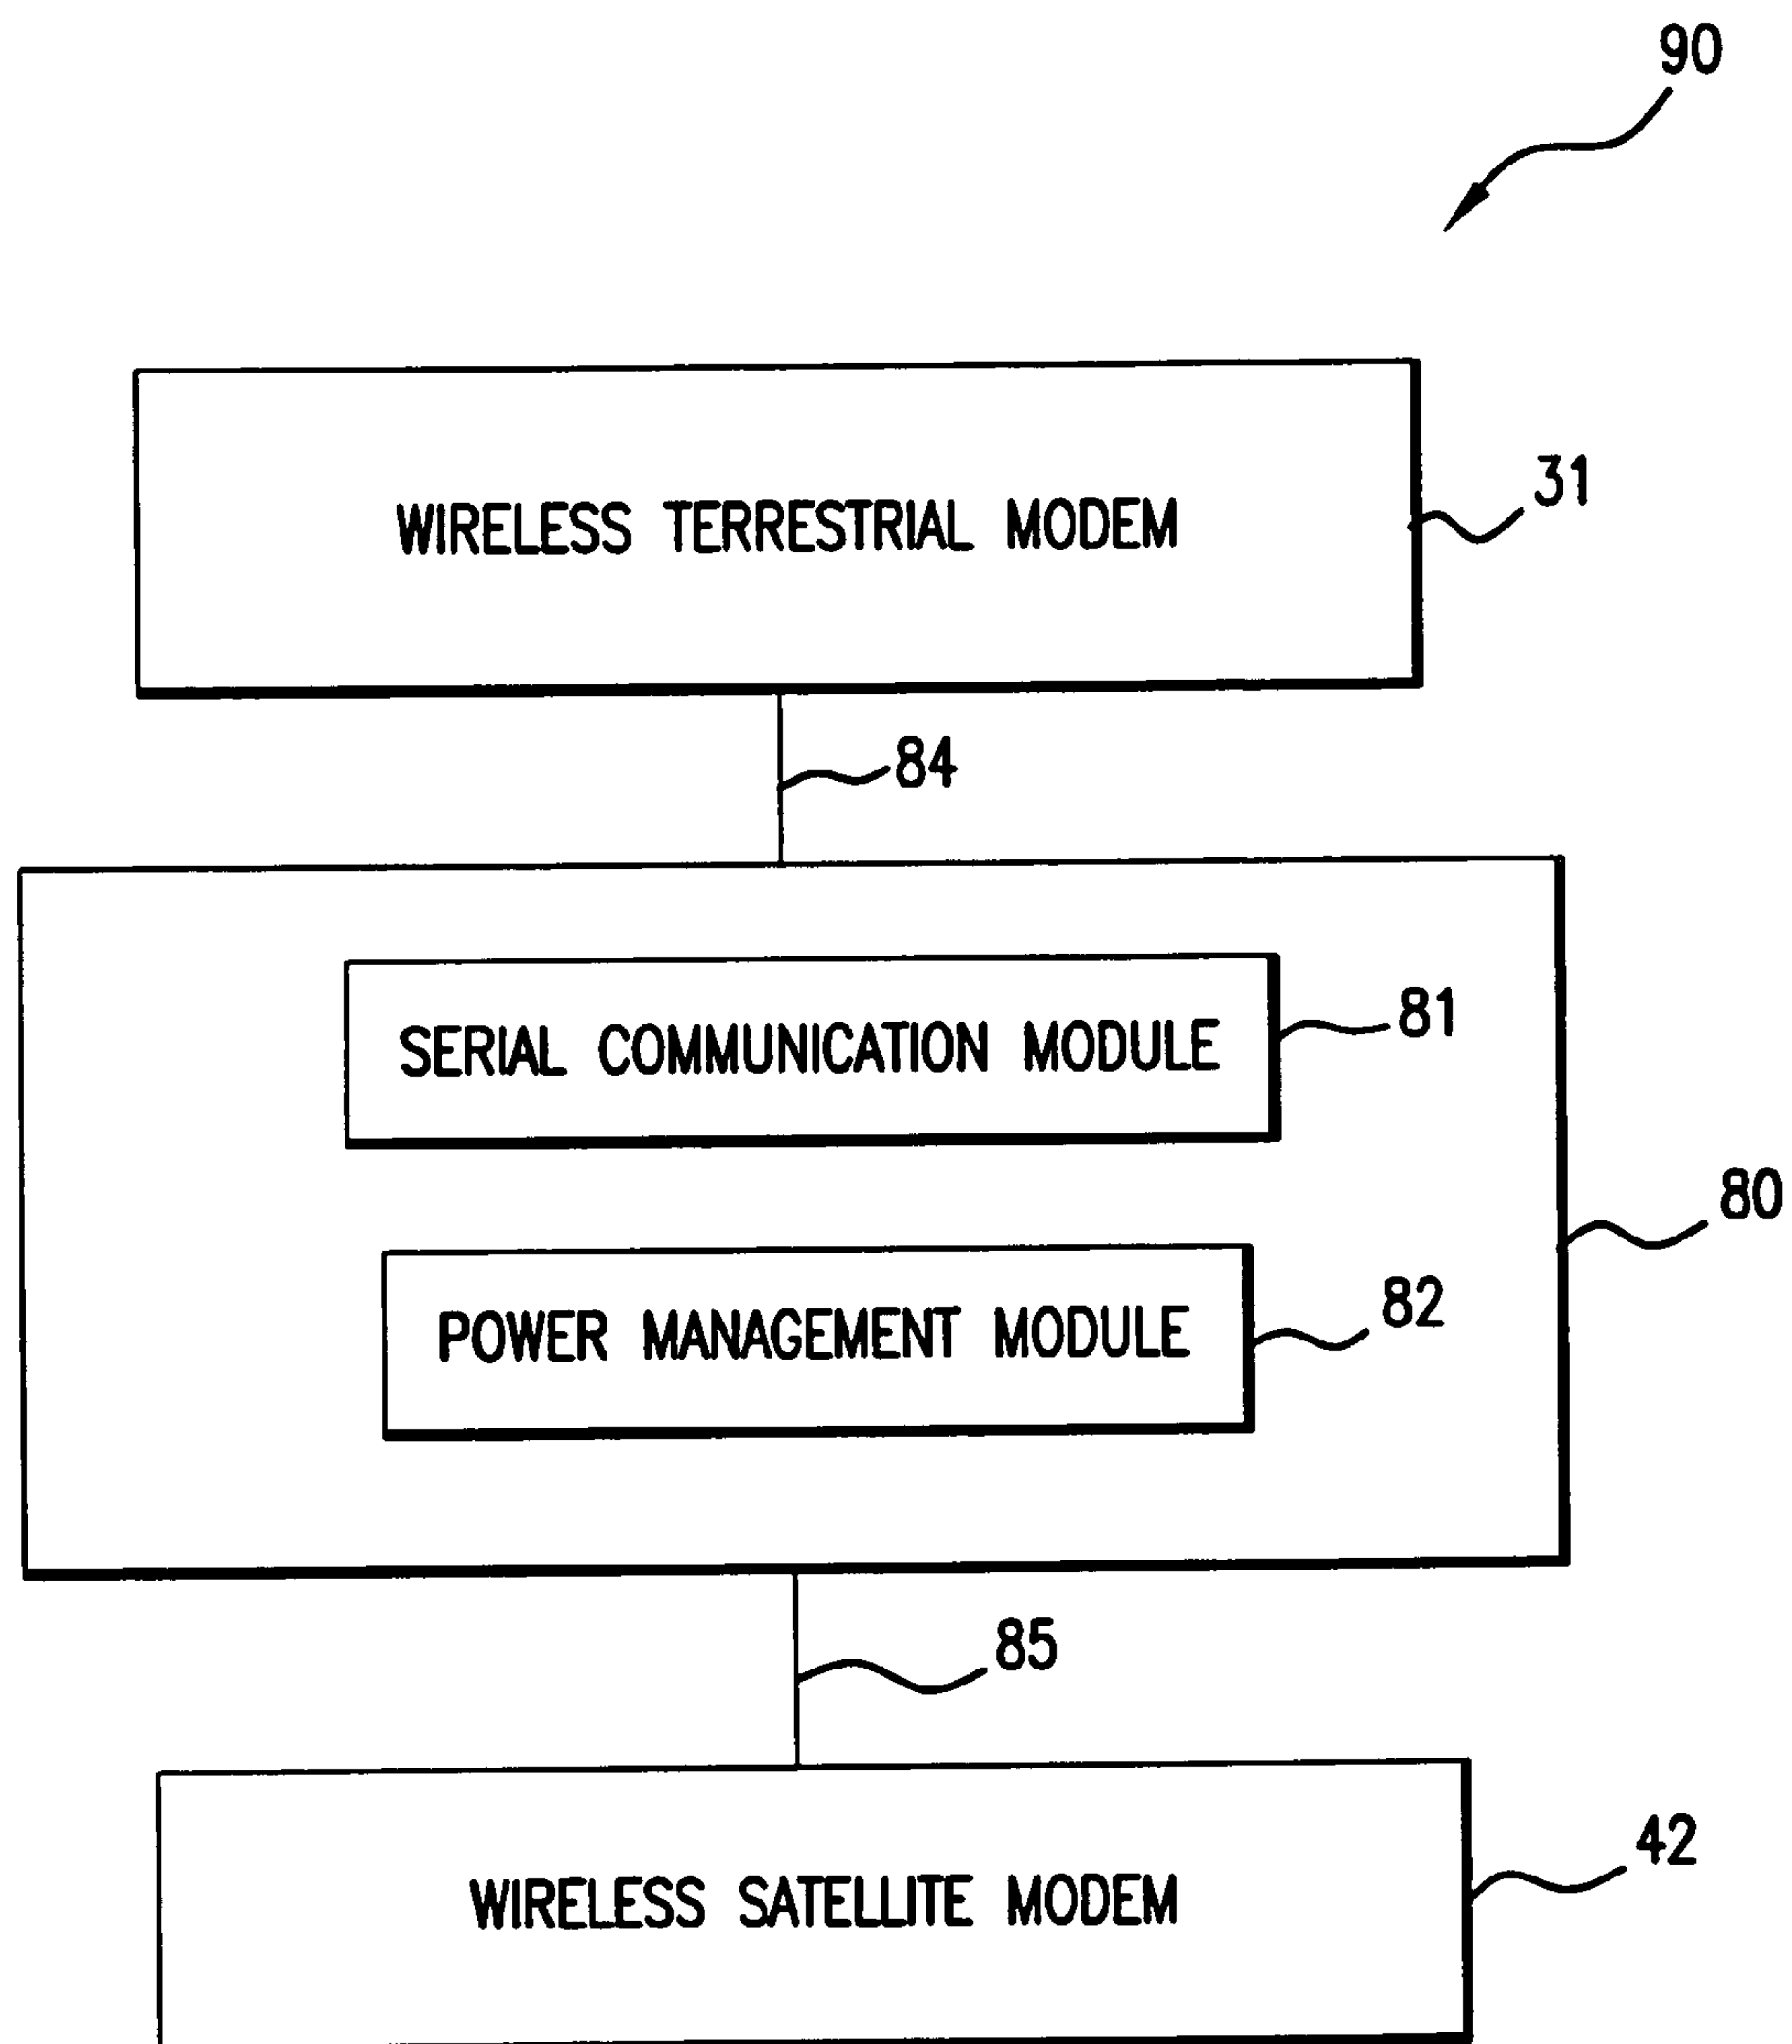 90
WIRELESS TERRESTRIAL MODEM
31
84
SERIAL COMMUNICATION MODULE
81
80
POWER MANAGEMENT MODULE
82
85
WIRELESS SATELLITE MODEM
42